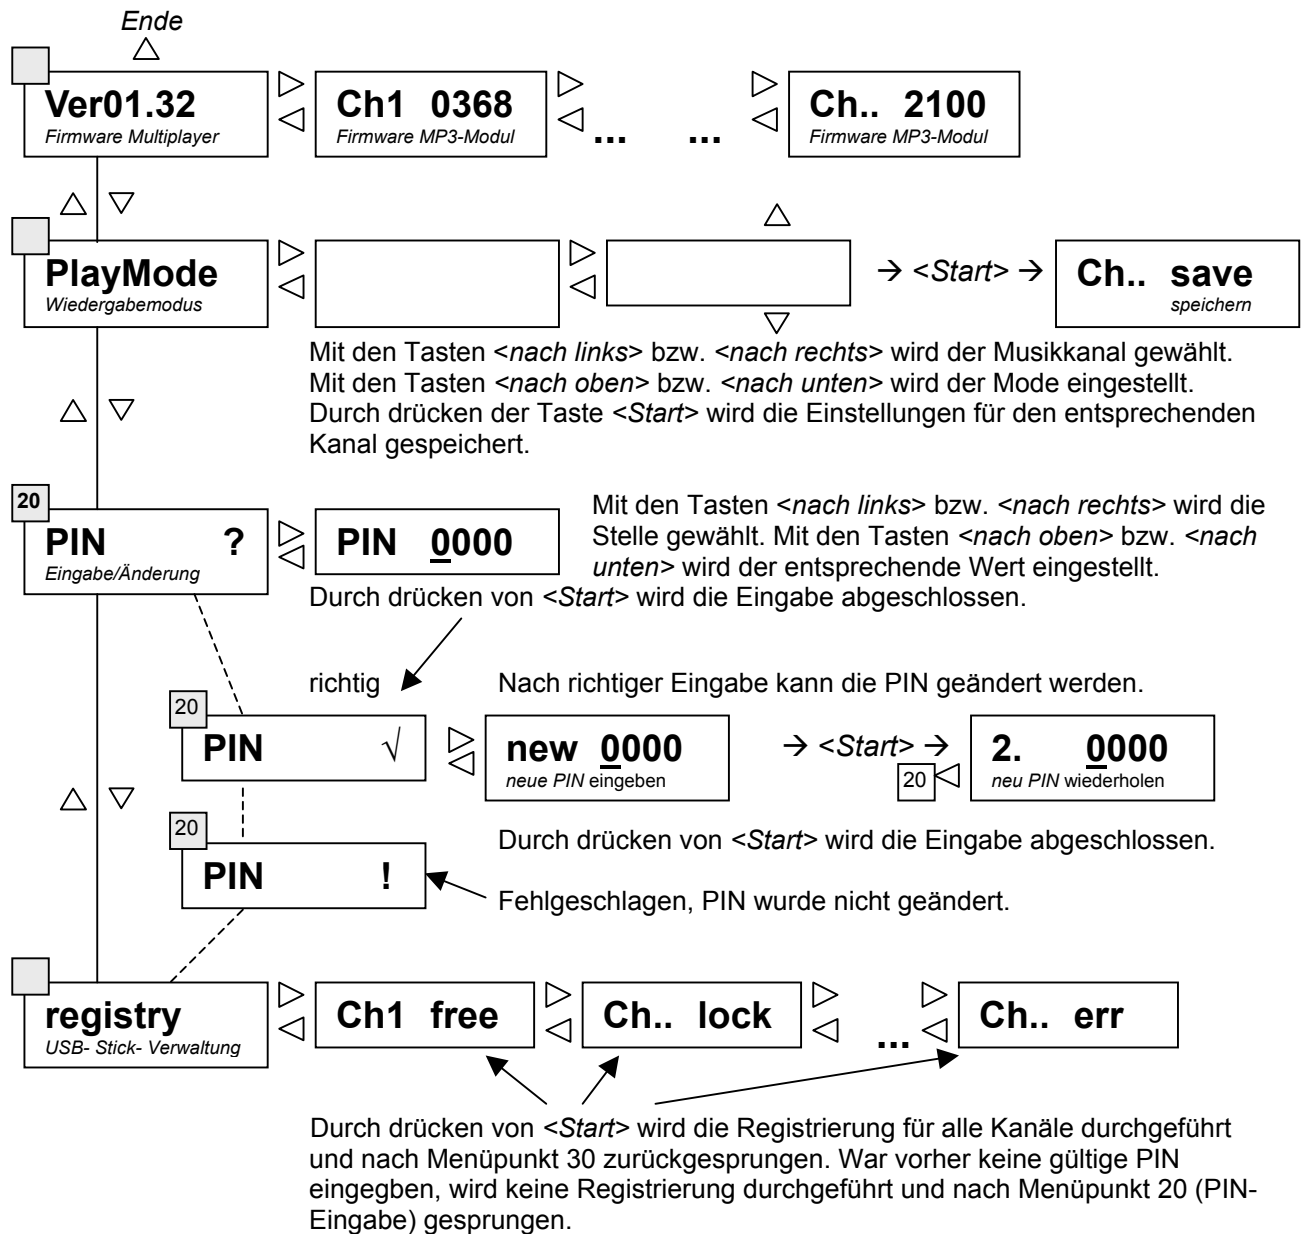 Ende
Ver01.32
Firmware Multiplayer
Ch1 0368
Firmware MP3-Modul
... ...
Ch.. 2100
Firmware MP3-Modul
PlayMode
Wiedergabemodus
→ <Start> →
Ch.. save
speichern
Mit den Tasten <nach links> bzw. <nach rechts> wird der Musikkanal gewählt.
Mit den Tasten <nach oben> bzw. <nach unten> wird der Mode eingestellt.
Durch drücken der Taste <Start> wird die Einstellungen für den entsprechenden
Kanal gespeichert.
20
PIN ?
Eingabe/Änderung
PIN 0000
Mit den Tasten <nach links> bzw. <nach rechts> wird die
Stelle gewählt. Mit den Tasten <nach oben> bzw. <nach
unten> wird der entsprechende Wert eingestellt.
Durch drücken von <Start> wird die Eingabe abgeschlossen.
richtig
Nach richtiger Eingabe kann die PIN geändert werden.
20
PIN √
new 0000
neue PIN eingeben
→ <Start> →
20
2. 0000
neu PIN wiederholen
Durch drücken von <Start> wird die Eingabe abgeschlossen.
20
PIN !
Fehlgeschlagen, PIN wurde nicht geändert.
registry
USB- Stick- Verwaltung
Ch1 free
Ch.. lock
...
Ch.. err
Durch drücken von <Start> wird die Registrierung für alle Kanäle durchgeführt
und nach Menüpunkt 30 zurückgesprungen. War vorher keine gültige PIN
eingegben, wird keine Registrierung durchgeführt und nach Menüpunkt 20 (PIN-
Eingabe) gesprungen.